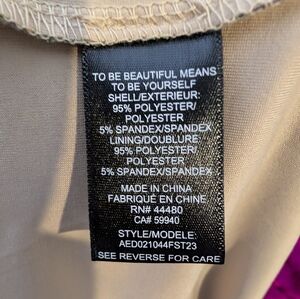 TO BE BEAUTIFUL MEANS
TO BE YOURSELF
SHELL/EXTERIEUR:
95% POLYESTER/
POLYESTER
5% SPANDEX/SPANDEX
LINING/DOUBLURE:
95% POLYESTER/
POLYESTER
5% SPANDEX/SPANDEX
MADE IN CHINA
FABRIQUÉ EN CHINE
RN# 44480
CA# 59940
STYLE/MODELE:
AED021044FST23
SEE REVERSE FOR CARE